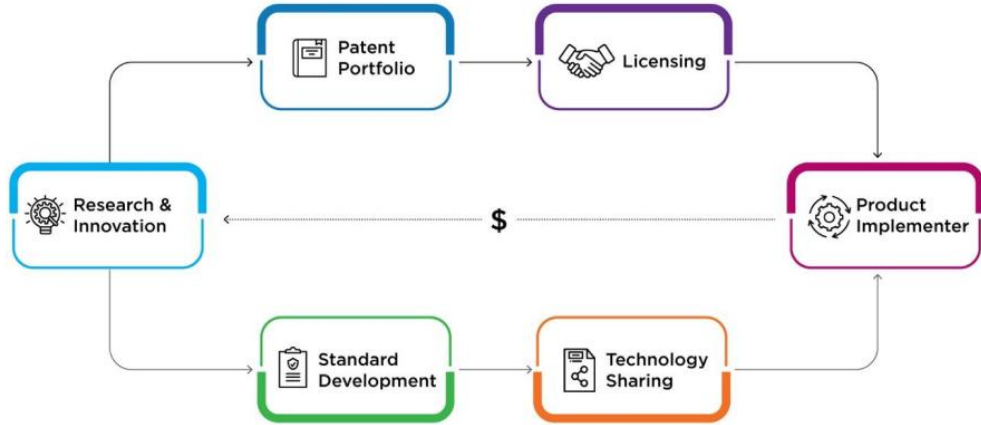 Patent
Portfolio
Licensing
Research &
Innovation
$
Product
Implementer
Standard
Development
Technology
Sharing